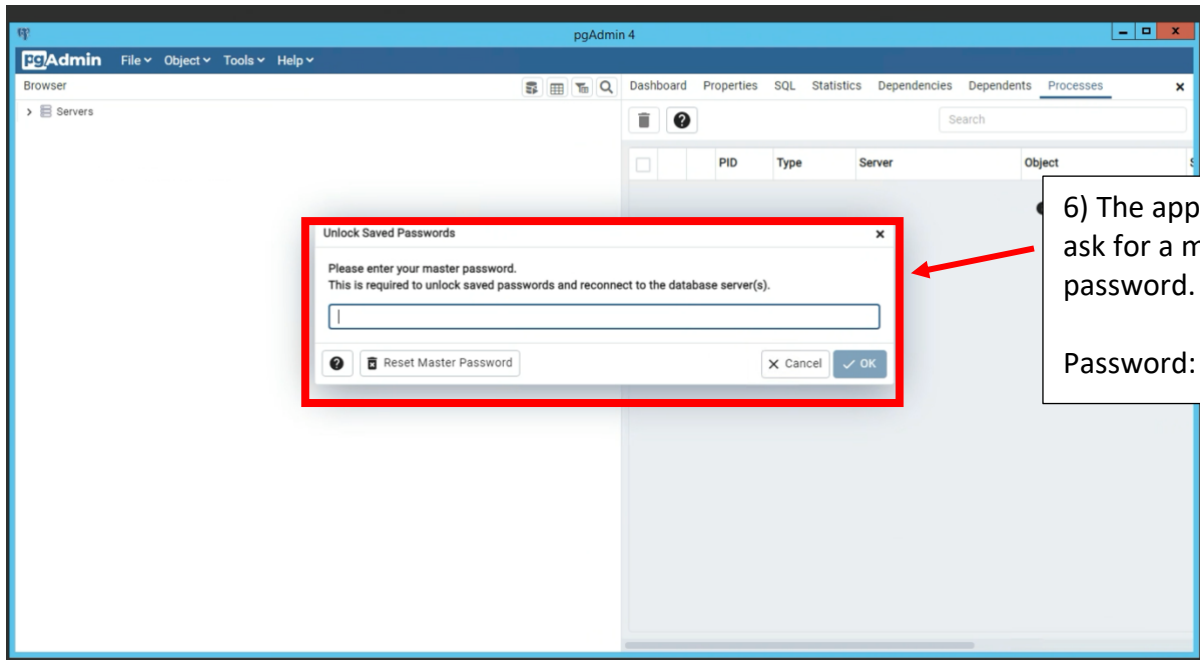 pgAdmin 4
pgAdmin File Object Tools Help
Browser
Dashboard Properties SQL Statistics Dependencies Dependents Processes
Servers
Search
PID Type Server Object
Unlock Saved Passwords
Please enter your master password.
This is required to unlock saved passwords and reconnect to the database server(s).
Reset Master Password
Cancel OK
6) The app
ask for a m
password.
Password: